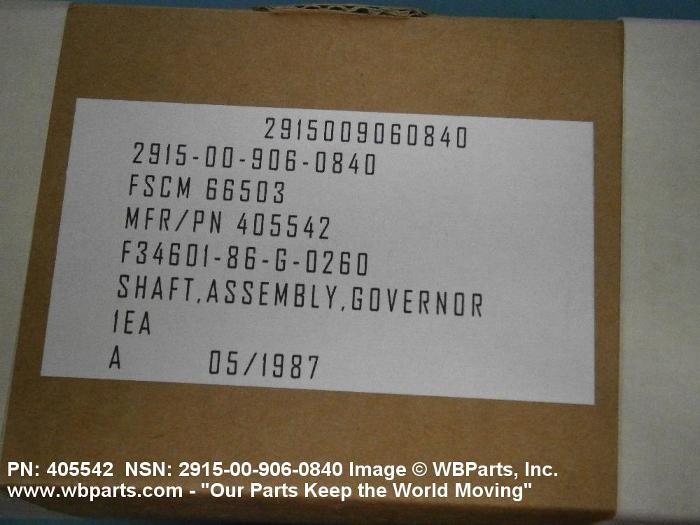 2915009060840
2915-00-906-0840
FSCM 66503
MFR/PN 405542
F34601-86-G-0260
SHAFT,ASSEMBLY,GOVERNOR
1EA
A 05/1987
PN: 405542 NSN: 2915-00-906-0840 Image © WBParts, Inc.
www.wbparts.com - "Our Parts Keep the World Moving"